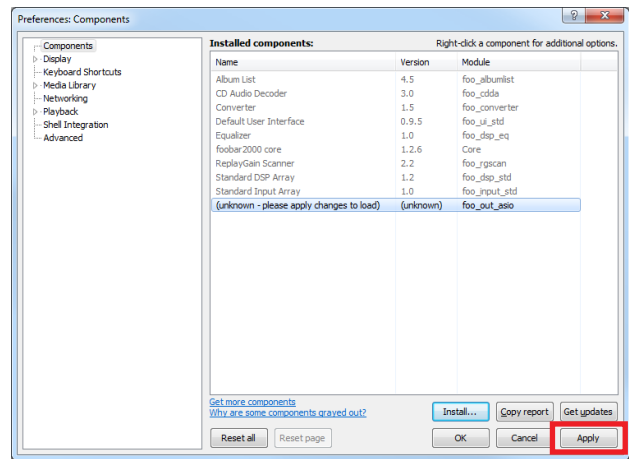 Preferences: Components
Components
Display
Keyboard Shortcuts
Media Library
Networking
Playback
Shell Integration
Advanced
Installed components: Right-click a component for additional options.
Name Version Module
Album List 4.5 foo_albumlist
CD Audio Decoder 3.0 foo_cdda
Converter 1.5 foo_converter
Default User Interface 0.9.5 foo_ui_std
Equalizer 1.0 foo_dsp_eq
foobar2000 core 1.2.6 Core
ReplayGain Scanner 2.2 foo_rgscan
Standard DSP Array 1.2 foo_dsp_std
Standard Input Array 1.0 foo_input_std
(unknown - please apply changes to load) (unknown) foo_out_asio
Get more components
Why are some components grayed out?
Install... Copy report Get updates
Reset all Reset page OK Cancel Apply